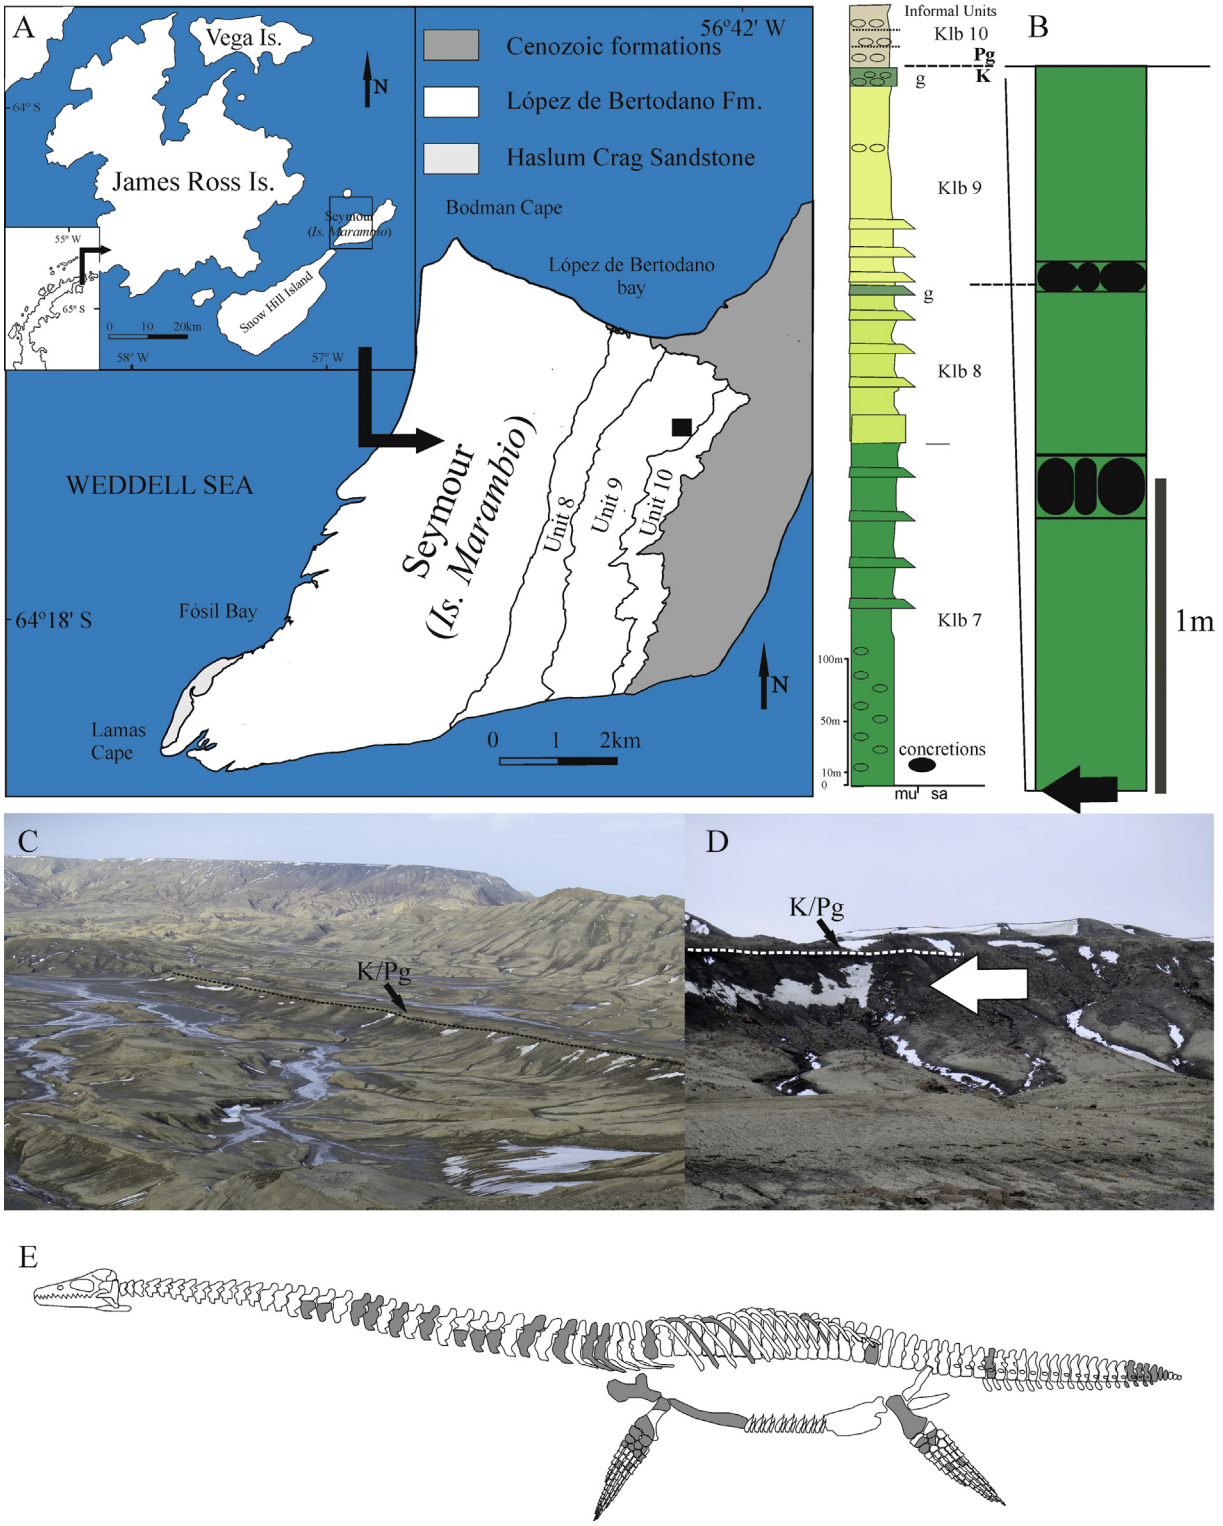 A
Vega Is.
N
64° S
James Ross Is.
Seymour
(Is. Marambio)
55° W
65° S
Snow Hill Island
0 10 20km
58° W
57° W
56°42' W
Cenozoic formations
López de Bertodano Fm.
Haslum Crag Sandstone
Bodman Cape
López de Bertodano
bay
WEDDELL SEA
Seymour
(Is. Marambio)
Unit 8
Unit 9
Unit 10
Fósil Bay
64°18' S
Lamas
Cape
0 1 2km
N
B
Informal Units
Klb 10
Pg
K
g
Klb 9
g
Klb 8
Klb 7
100m
50m
10m
0
concretions
mu sa
1m
C
K/Pg
D
K/Pg
E